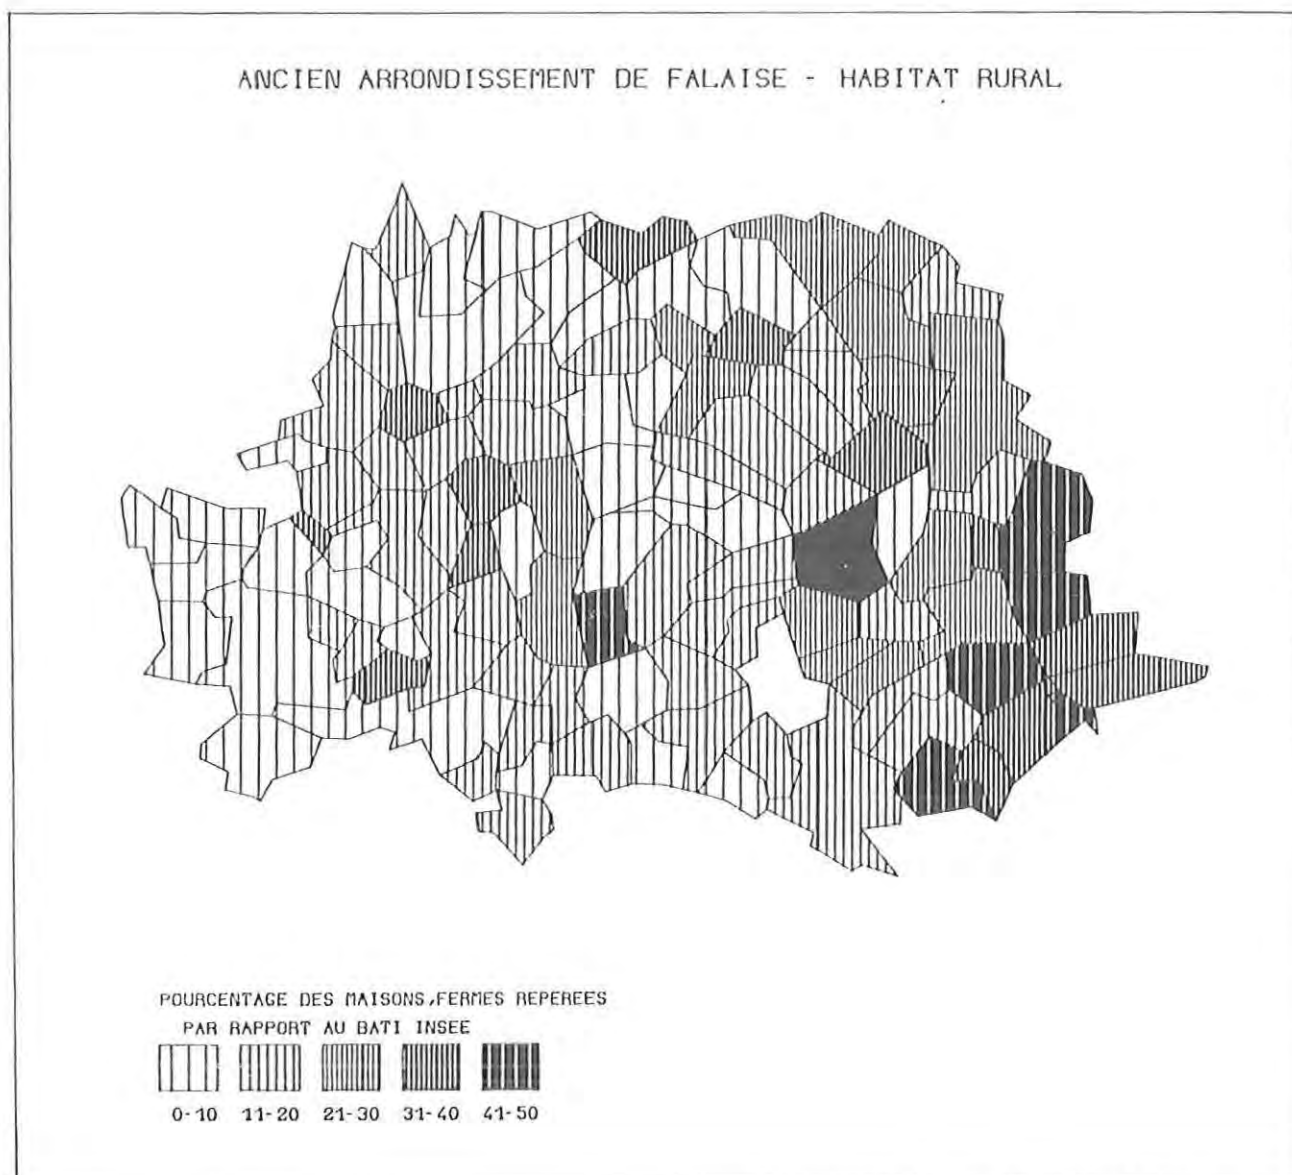 ANCIEN ARRONDISSEMENT DE FALAISE - HABITAT RURAL
POURCENTAGE DES MAISONS,FERMES REPEREES
PAR RAPPORT AU BATI INSEE
0-10 11-20 21-30 31-40 41-50